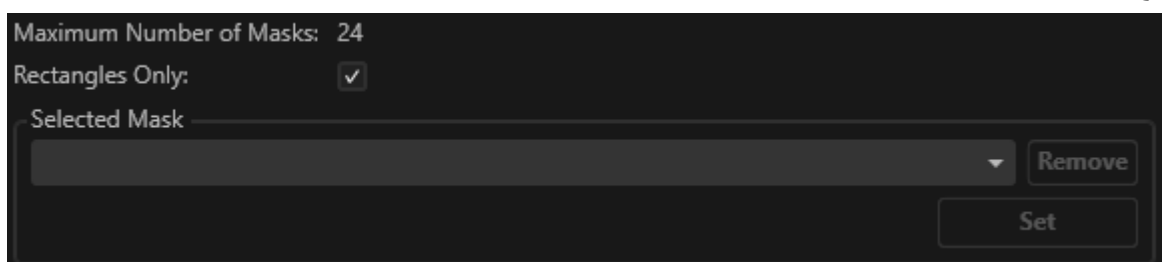 Maximum Number of Masks: 24
Rectangles Only:
Selected Mask
Remove
Set